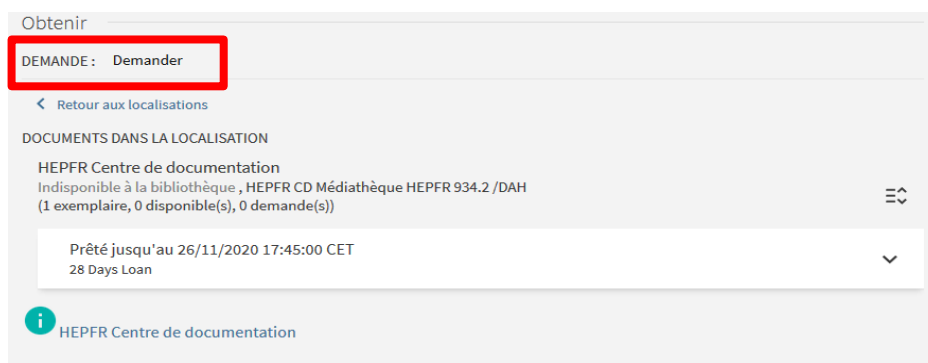 Obtenir
DEMANDE : Demander
Retour aux localisations
DOCUMENTS DANS LA LOCALISATION
HEPFR Centre de documentation
Indisponible à la bibliothèque , HEPFR CD Médiathèque HEPFR 934.2 /DAH
(1 exemplaire, 0 disponible(s), 0 demande(s))
Prêté jusqu'au 26/11/2020 17:45:00 CET
28 Days Loan
i HEPFR Centre de documentation